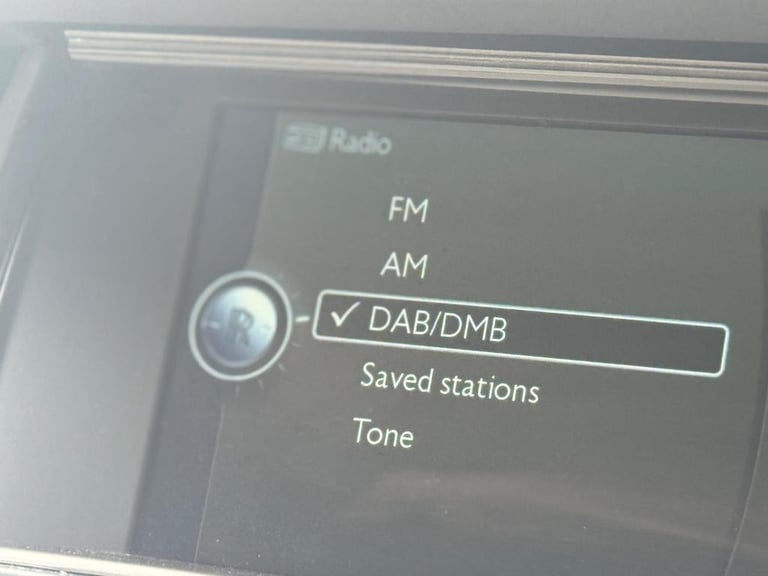 Radio
FM
AM
✓ DAB/DMB
Saved stations
Tone
R